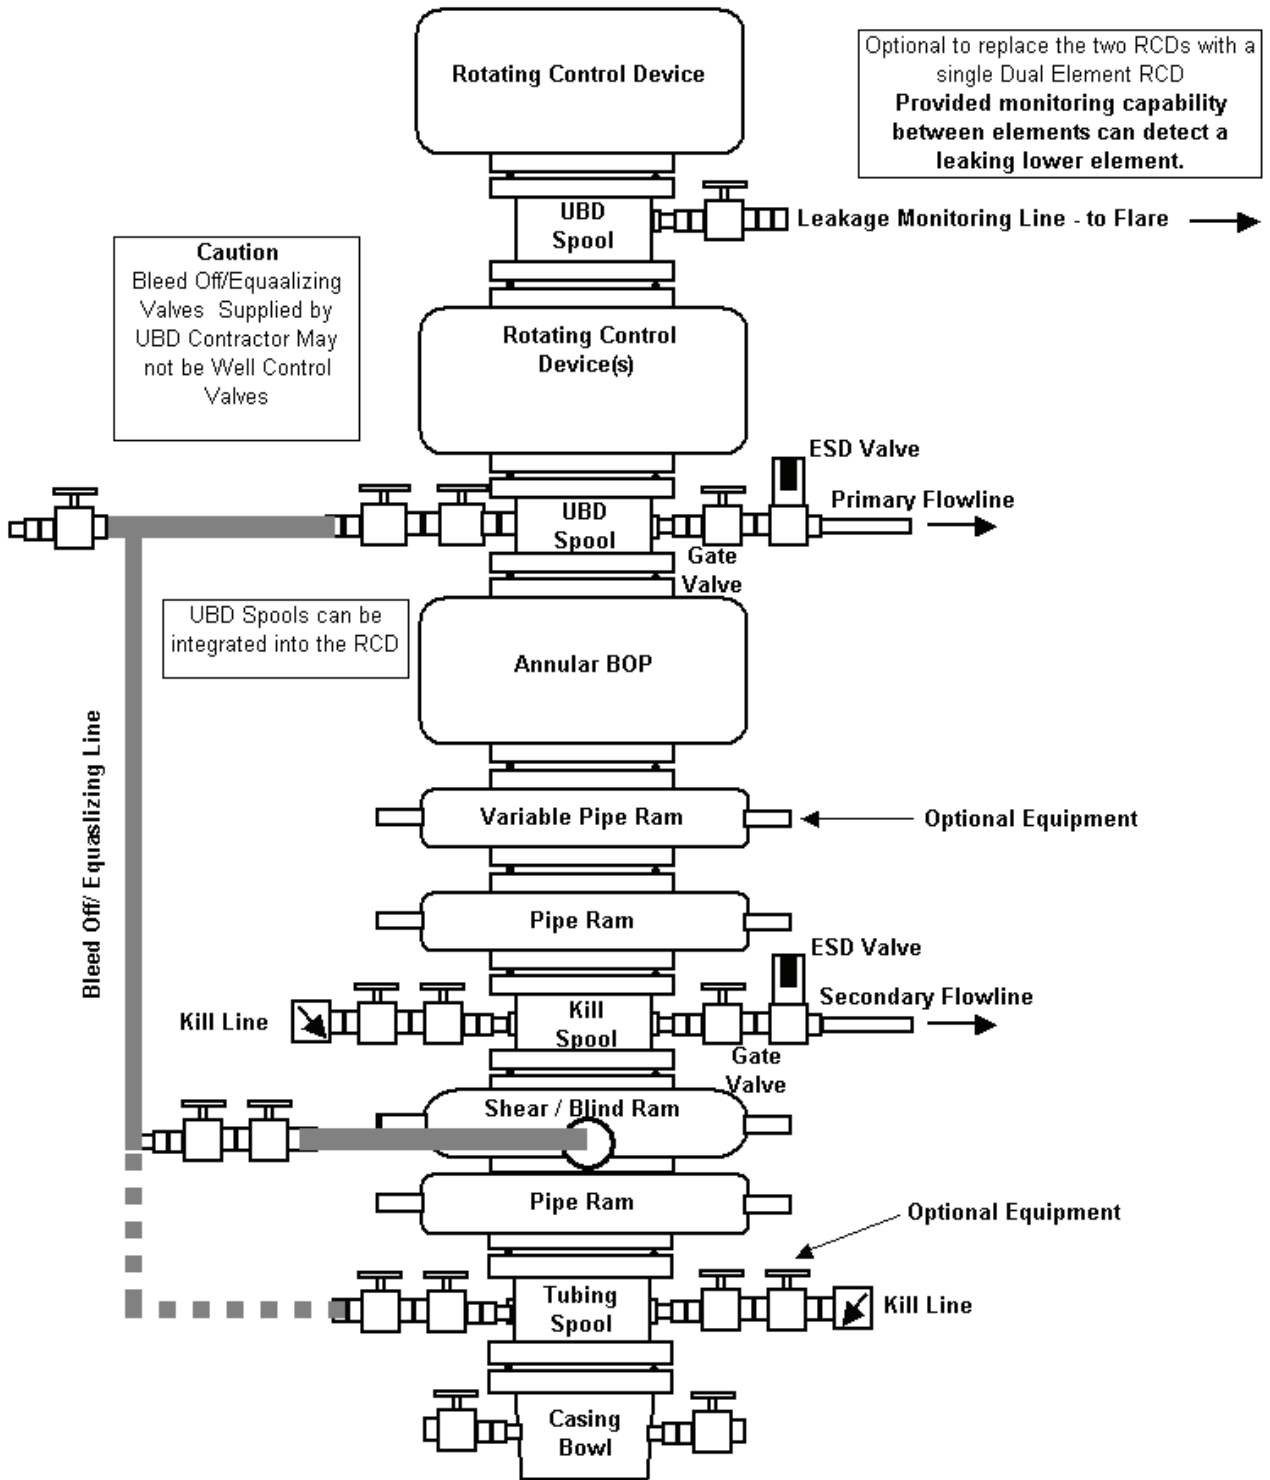 Rotating Control Device
Optional to replace the two RCDs with a
single Dual Element RCD
Provided monitoring capability
between elements can detect a
leaking lower element.
UBD
Spool
Leakage Monitoring Line - to Flare
Caution
Bleed Off/Equaalizing
Valves Supplied by
UBD Contractor May
not be Well Control
Valves
Rotating Control
Device(s)
ESD Valve
Primary Flowline
UBD
Spool
Gate
Valve
UBD Spools can be
integrated into the RCD
Annular BOP
Bleed Off/ Equaslizing Line
Variable Pipe Ram
Optional Equipment
Pipe Ram
ESD Valve
Secondary Flowline
Kill Line
Kill
Spool
Gate
Valve
Shear / Blind Ram
Pipe Ram
Optional Equipment
Tubing
Spool
Kill Line
Casing
Bowl